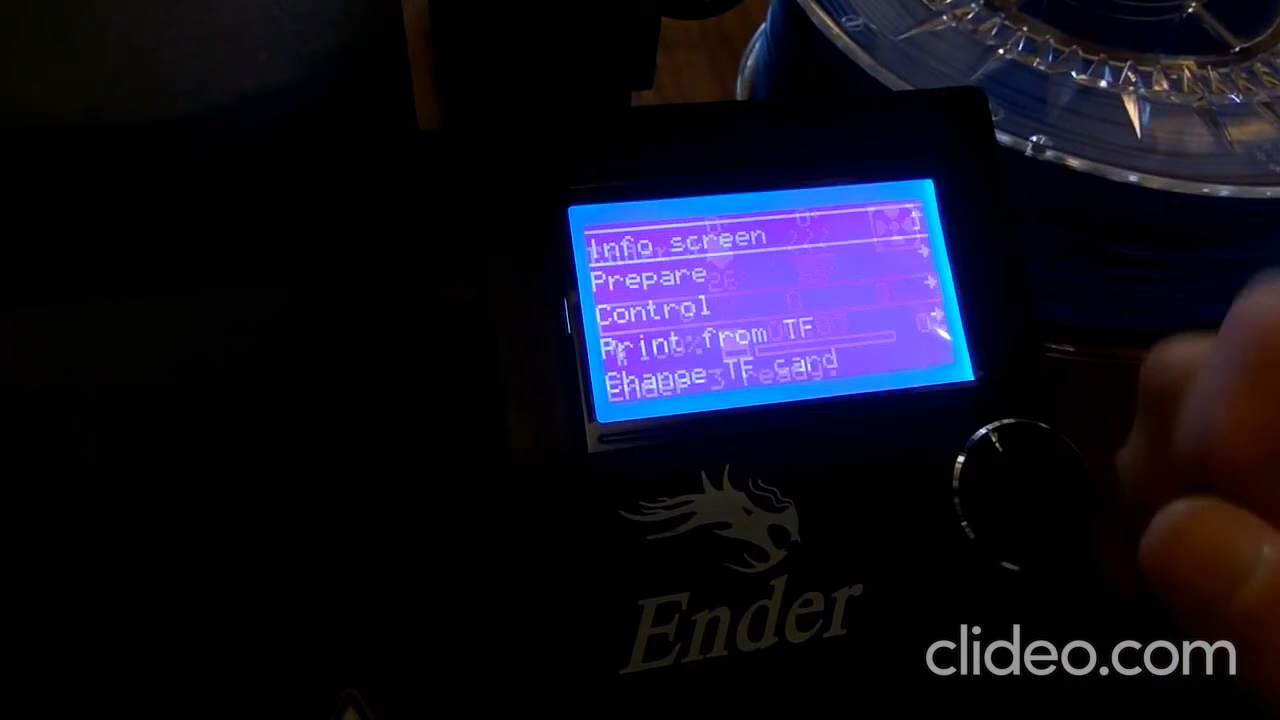 Info screen
Prepare
Control
Print from TF
Change TF card
Ender
clideo.com